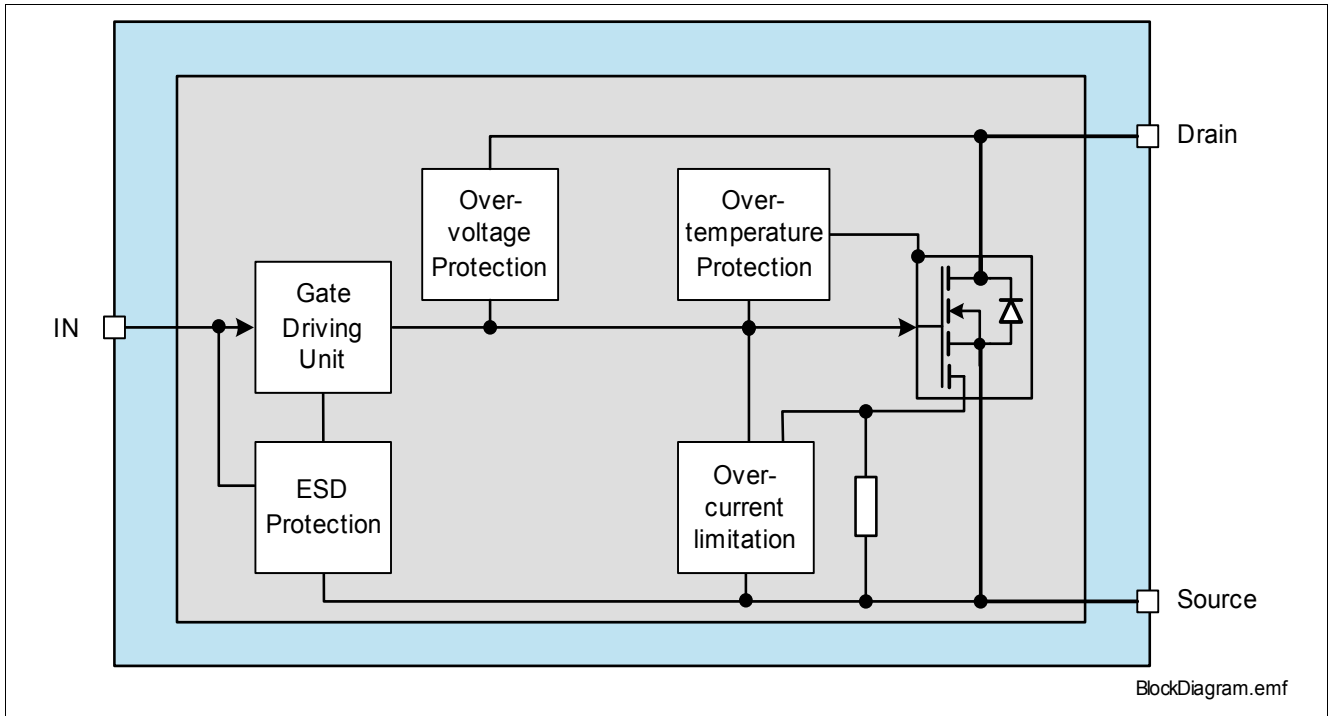 Drain
Over-
voltage
Protection
Over-
temperature
Protection
Gate
Driving
Unit
IN
ESD
Protection
Over-
current
limitation
Source
BlockDiagram.emf